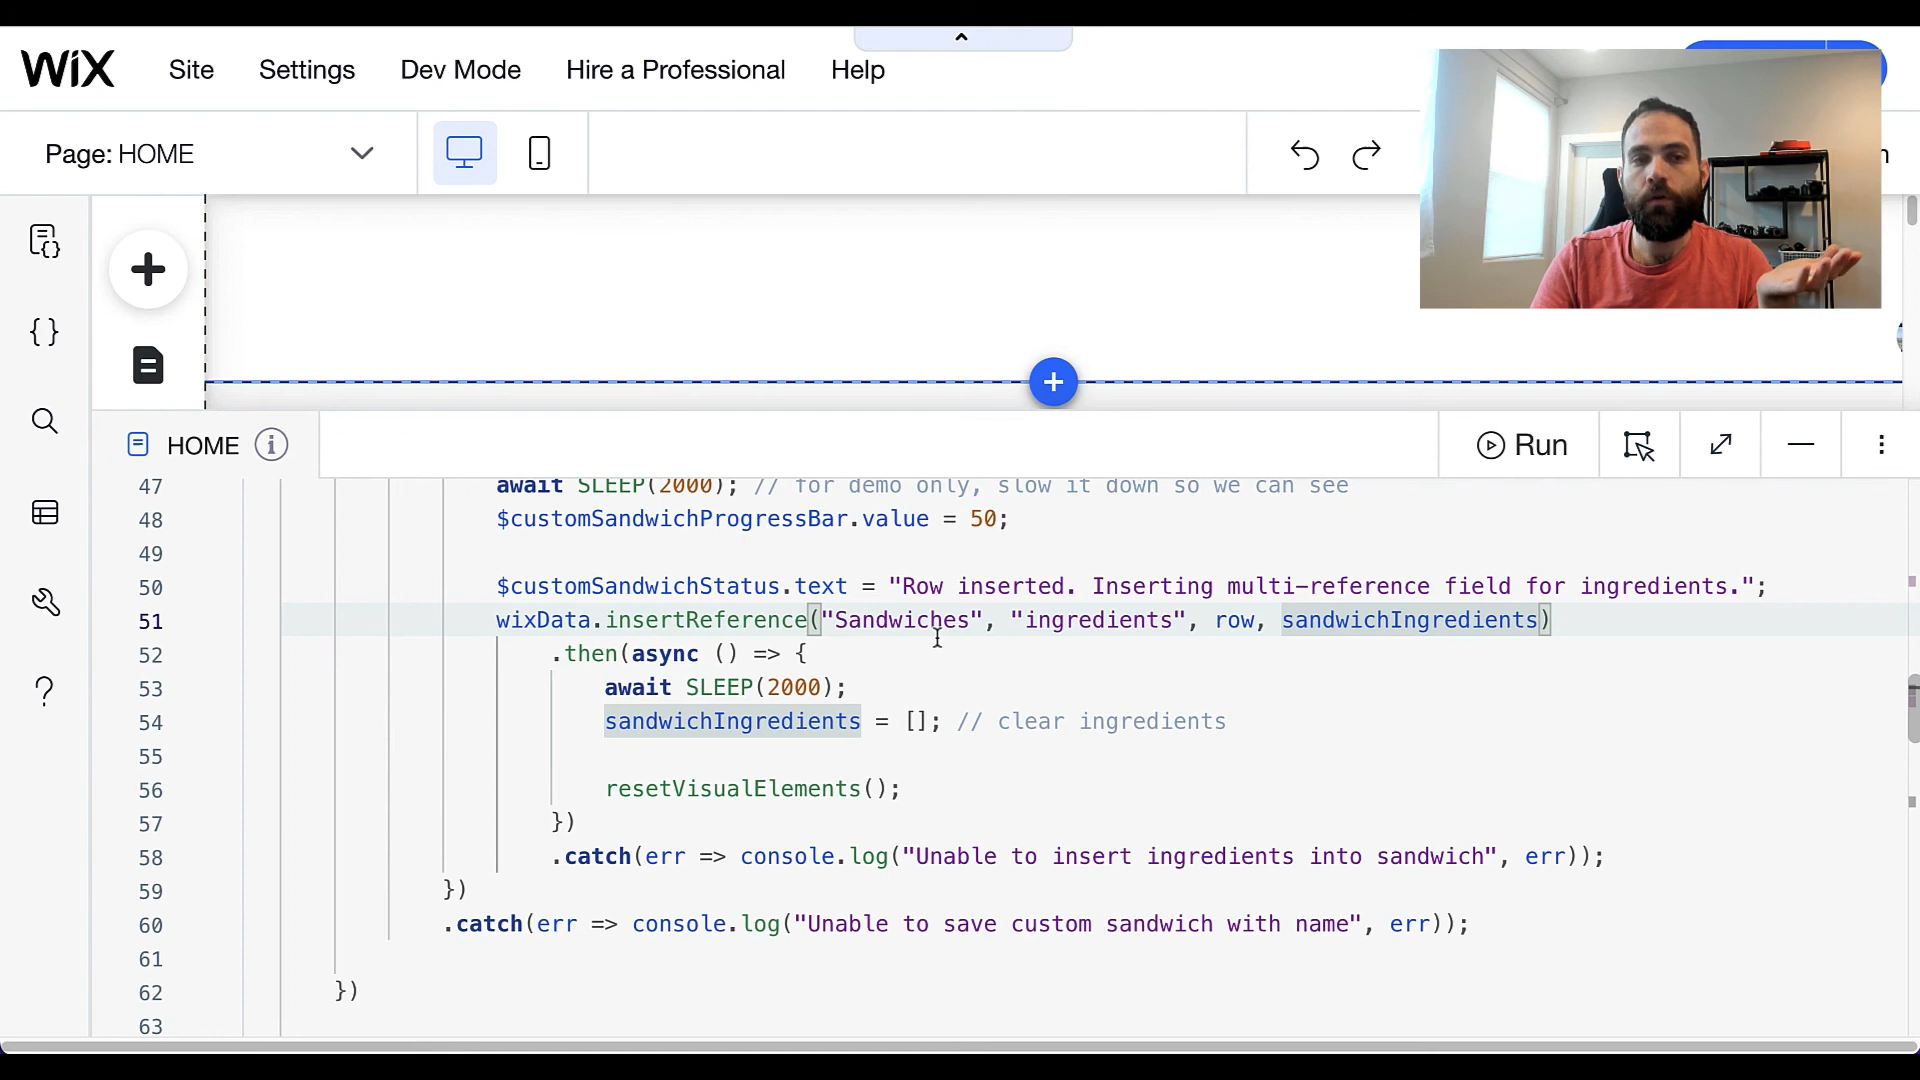 WiX Site Settings Dev Mode Hire a Professional Help
Page: HOME
HOME
Run
47 await SLEEP(2000); // for demo only, slow it down so we can see
48 $customSandwichProgressBar.value = 50;
49
50 $customSandwichStatus.text = "Row inserted. Inserting multi-reference field for ingredients.";
51 wixData.insertReference("Sandwiches", "ingredients", row, sandwichIngredients)
52 .then(async () => {
53 await SLEEP(2000);
54 sandwichIngredients = []; // clear ingredients
55
56 resetVisualElements();
57 })
58 .catch(err => console.log("Unable to insert ingredients into sandwich", err));
59 })
60 .catch(err => console.log("Unable to save custom sandwich with name", err));
61
62 })
63